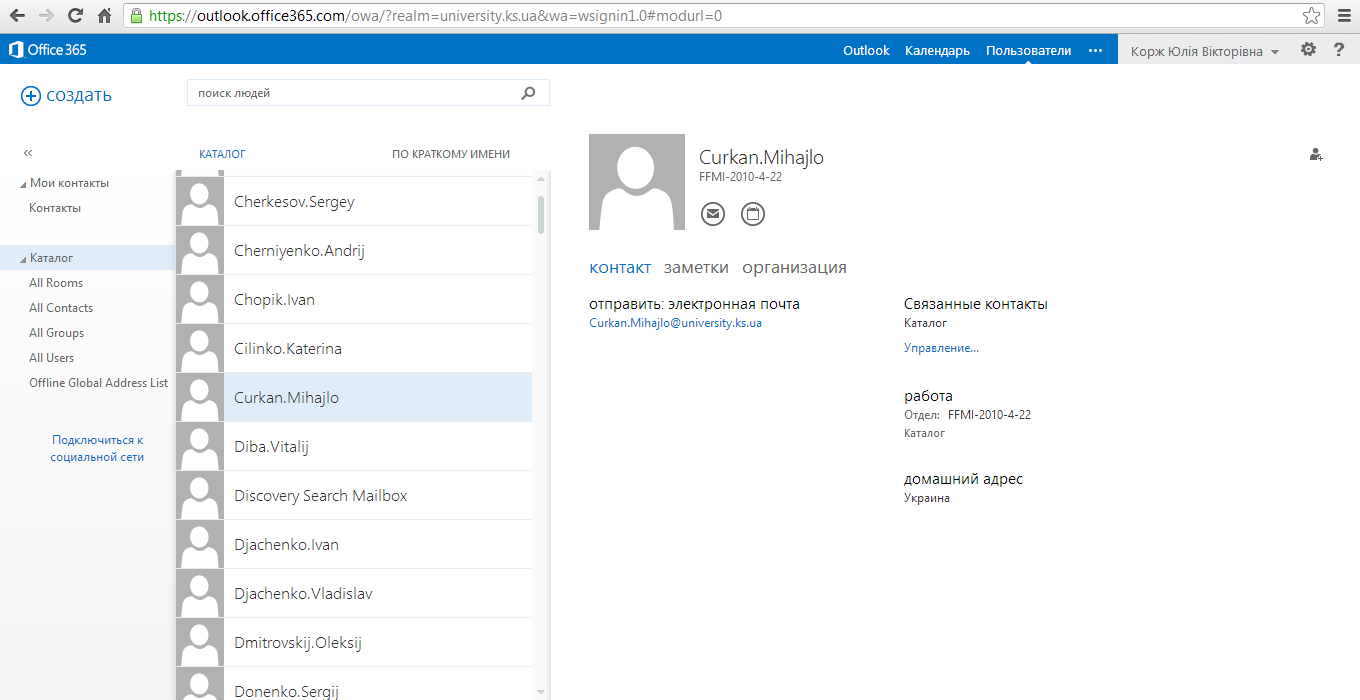 https://outlook.office365.com/owa/?realm=university.ks.ua&wa=wsignin1.0#modurl=0
Office 365
Outlook Календарь Пользователи ··· Корж Юлія Вікторівна ?
создать
поиск людей
«
Мои контакты
Контакты
Каталог
All Rooms
All Contacts
All Groups
All Users
Offline Global Address List
Подключиться к
социальной сети
КАТАЛОГ ПО КРАТКОМУ ИМЕНИ
Cherkesov.Sergey
Cherniyenko.Andrij
Chopik.Ivan
Cilinko.Katerina
Curkan.Mihajlo
Diba.Vitalij
Discovery Search Mailbox
Djachenko.Ivan
Djachenko.Vladislav
Dmitrovskij.Oleksij
Donenko.Sergij
Curkan.Mihajlo
FFMI-2010-4-22
контакт заметки организация
отправить: электронная почта
Curkan.Mihajlo@university.ks.ua
Связанные контакты
Каталог
Управление...
работа
Отдел: FFMI-2010-4-22
Каталог
домашний адрес
Украина